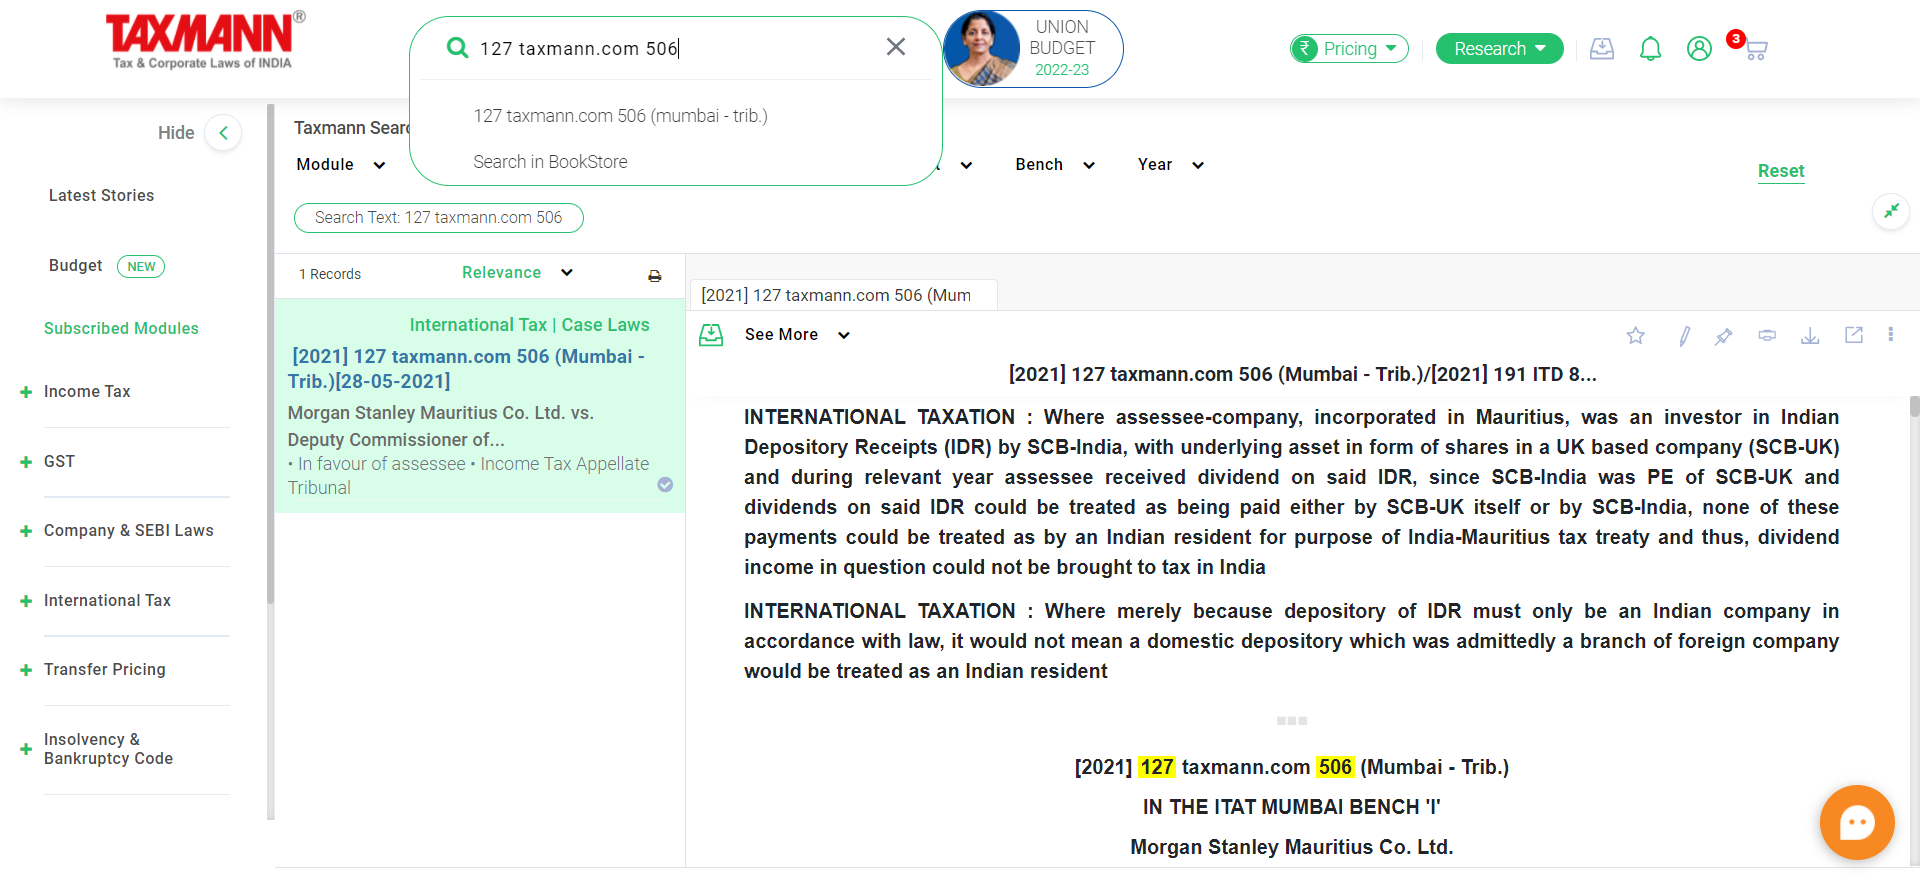 TAXMANN®
Tax & Corporate Laws of INDIA
127 taxmann.com 506
127 taxmann.com 506 (mumbai - trib.)
Search in BookStore
UNION
BUDGET
2022-23
Pricing
Research
3
Hide
Latest Stories
Budget NEW
Subscribed Modules
Income Tax
GST
Company & SEBI Laws
International Tax
Transfer Pricing
Insolvency &
Bankruptcy Code
Taxmann Searc
Module
Bench
Year
Reset
Search Text: 127 taxmann.com 506
1 Records
Relevance
International Tax | Case Laws
[2021] 127 taxmann.com 506 (Mumbai -
Trib.)[28-05-2021]
Morgan Stanley Mauritius Co. Ltd. vs.
Deputy Commissioner of...
• In favour of assessee • Income Tax Appellate
Tribunal
[2021] 127 taxmann.com 506 (Mum
See More
[2021] 127 taxmann.com 506 (Mumbai - Trib.)/[2021] 191 ITD 8...
INTERNATIONAL TAXATION : Where assessee-company, incorporated in Mauritius, was an investor in Indian
Depository Receipts (IDR) by SCB-India, with underlying asset in form of shares in a UK based company (SCB-UK)
and during relevant year assessee received dividend on said IDR, since SCB-India was PE of SCB-UK and
dividends on said IDR could be treated as being paid either by SCB-UK itself or by SCB-India, none of these
payments could be treated as by an Indian resident for purpose of India-Mauritius tax treaty and thus, dividend
income in question could not be brought to tax in India
INTERNATIONAL TAXATION : Where merely because depository of IDR must only be an Indian company in
accordance with law, it would not mean a domestic depository which was admittedly a branch of foreign company
would be treated as an Indian resident
[2021] 127 taxmann.com 506 (Mumbai - Trib.)
IN THE ITAT MUMBAI BENCH 'I'
Morgan Stanley Mauritius Co. Ltd.